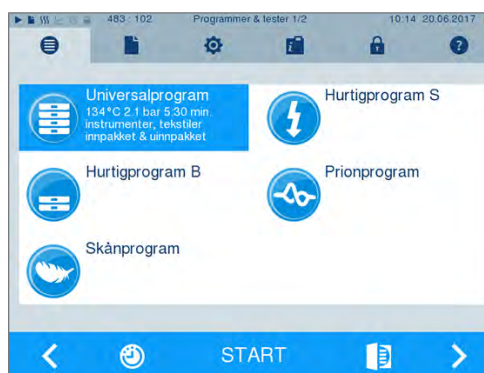 483 : 102 Programmer & tester 1/2 10:14 20.06.2017
Universalprogram
134°C 2.1 bar 5:30 min.
instrumenter, tekstiler
innpakket & uinnpakket
Hurtigprogram S
Hurtigprogram B
Prionprogram
Skånprogram
START